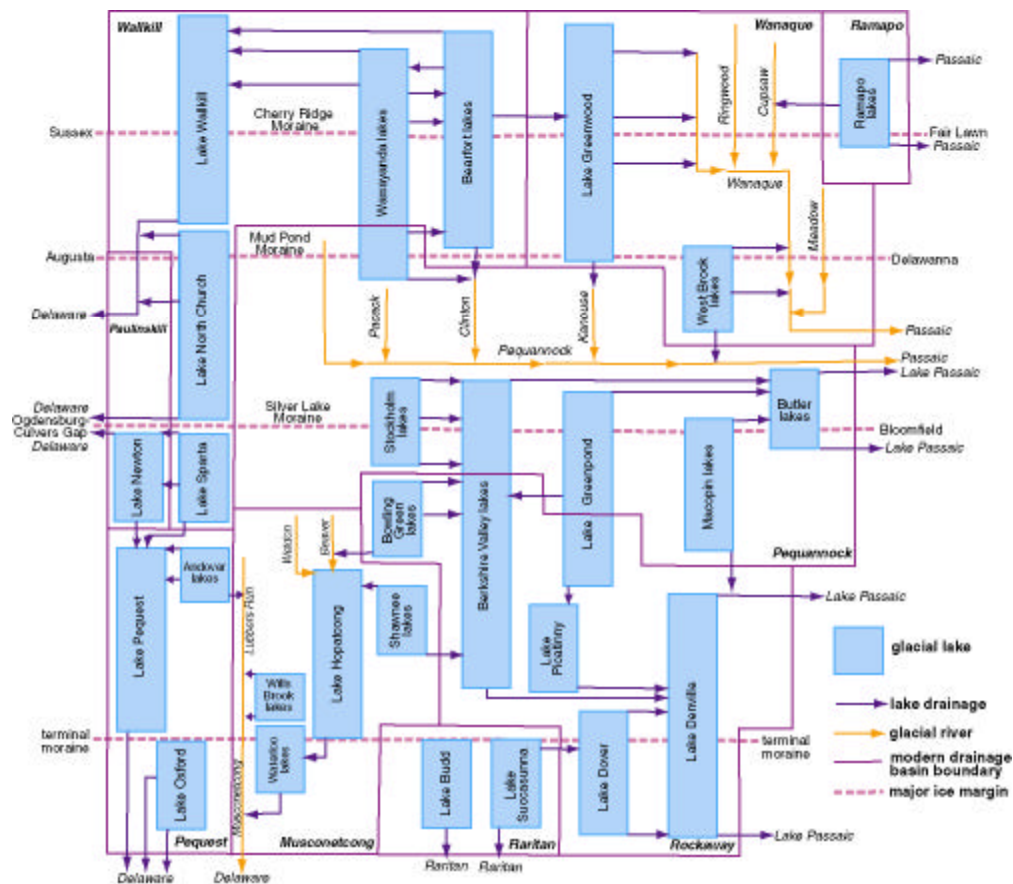 Wallkill
Wanaque
Ramapo
Passaic
Lake Wallkill
Wawayanda lakes
Bearfort lakes
Lake Greenwood
Ringwood
Cupsaw
Ramapo
lakes
Cherry Ridge
Moraine
Sussex
Fair Lawn
Passaic
Wanaque
Meadow
Mud Pond
Moraine
Augusta
Delawanna
West Brook
lakes
Lake North Church
Delaware
Paulinskill
Pacack
Clinton
Kanouse
Passaic
Pequannock
Passaic
Lake Passaic
Silver Lake
Moraine
Stockholm
lakes
Butler
lakes
Delaware
Ogdensburg-
Culvers Gap
Delaware
Bloomfield
Lake Passaic
Lake Newton
Lake Sparta
Bowling
Green
lakes
Berkshire Valley lakes
Lake Greenpond
Macopin lakes
Weldon
Beaver
Pequannock
Andover
lakes
Lake Pequest
Lubbers Run
Lake Hopatcong
Shawnee
lakes
Lake
Picatinny
Lake Denville
Lake Passaic
glacial lake
Wills
Brook
lakes
lake drainage
terminal
moraine
Lake Oxford
Waterloo
lakes
Musconetcong
Lake Budd
Lake
Succasunna
Lake Dover
terminal
moraine
glacial river
modern drainage
basin boundary
major ice margin
Lake Passaic
Pequest
Musconetcong
Raritan
Rockaway
Delaware
Delaware
Raritan
Raritan